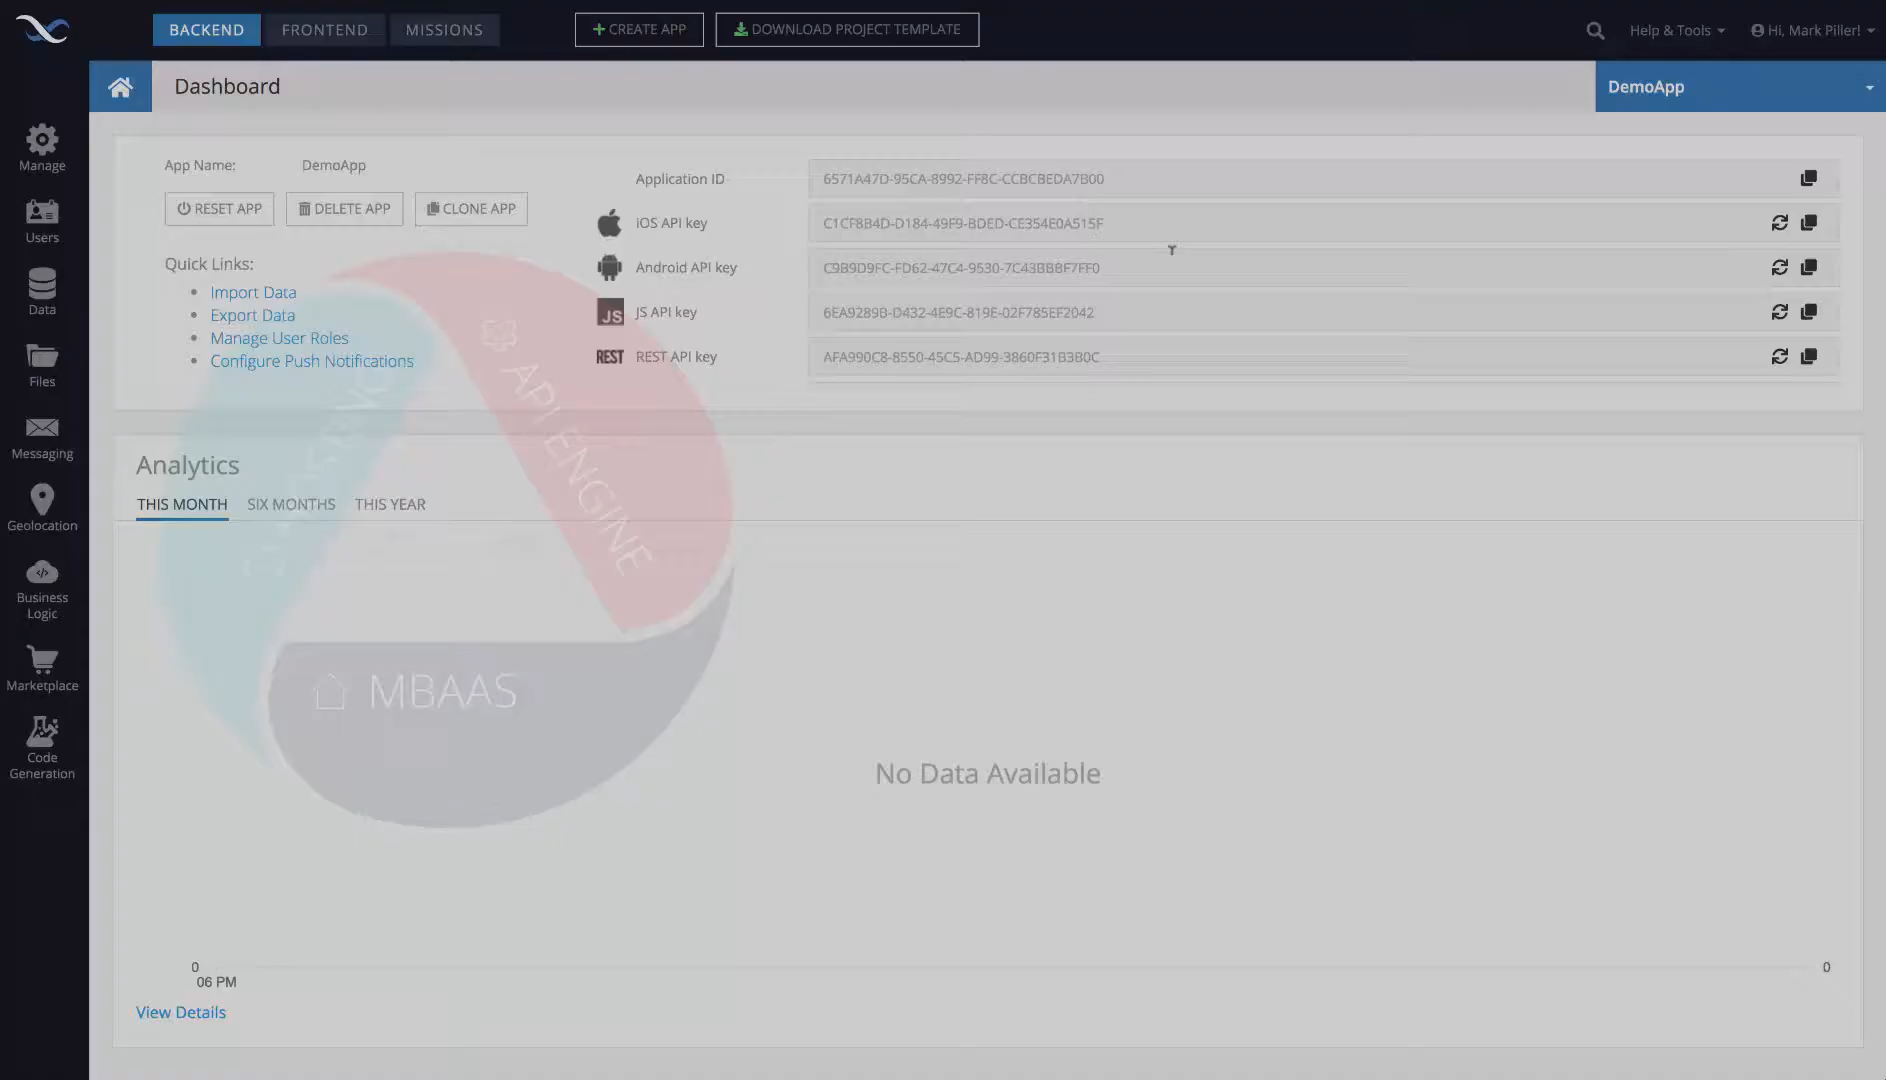 BACKEND FRONTEND MISSIONS CREATE APP DOWNLOAD PROJECT TEMPLATE Help & Tools Hi, Mark Piller!
Dashboard DemoApp
Manage
Users
Data
Files
Messaging
Geolocation
Business
Logic
Marketplace
Code
Generation
App Name: DemoApp
RESET APP DELETE APP CLONE APP
Quick Links:
Import Data
Export Data
Manage User Roles
Configure Push Notifications
Application ID 6571A47D-95CA-8992-FF8C-CCBCBEDA7B00
iOS API key C1CF8B4D-D184-49F9-BDED-CE354E0A515F
Android API key C9B9D9FC-FD62-47C4-9530-7C43BBBF7FF0
JS JS API key 6EA9289B-D432-4E9C-819E-02F785EF2042
REST REST API key AFA990C8-8550-45C5-AD99-3860F31B3B0C
API ENGINE
MBAAS
Analytics
THIS MONTH SIX MONTHS THIS YEAR
No Data Available
0 0
06 PM
View Details